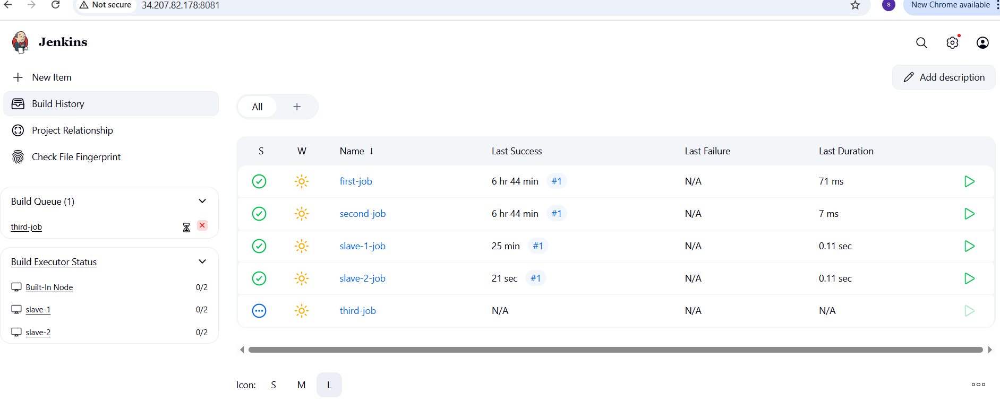 Not secure 34.207.82.178:8081
S
New Chrome available
Jenkins
New Item
Build History
Project Relationship
Check File Fingerprint
Build Queue (1)
third-job
Build Executor Status
Built-In Node 0/2
slave-1 0/2
slave-2 0/2
Add description
All +
S W Name ↓ Last Success Last Failure Last Duration
first-job 6 hr 44 min #1 N/A 71 ms
second-job 6 hr 44 min #1 N/A 7 ms
slave-1-job 25 min #1 N/A 0.11 sec
slave-2-job 21 sec #1 N/A 0.11 sec
third-job N/A N/A N/A
Icon: S M L